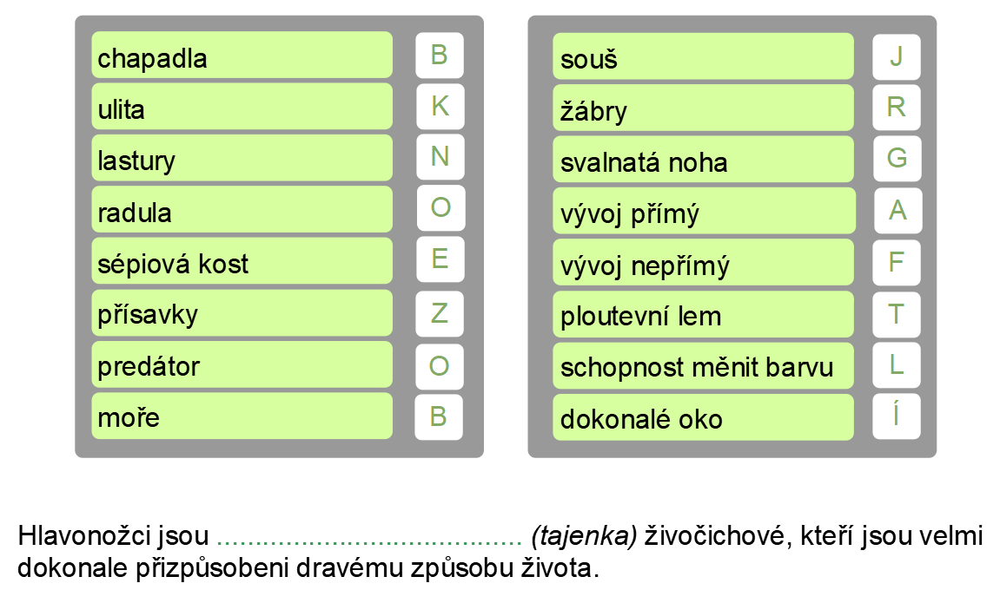 chapadla B
ulita K
lastury N
radula O
sépiová kost E
přísavky Z
predátor O
moře B
souš J
žábry R
svalnatá noha G
vývoj přímý A
vývoj nepřímý F
ploutevní lem T
schopnost měnit barvu L
dokonalé oko Í
Hlavonožci jsou ........................................ (tajenka) živočichové, kteří jsou velmi
dokonale přizpůsobeni dravému způsobu života.